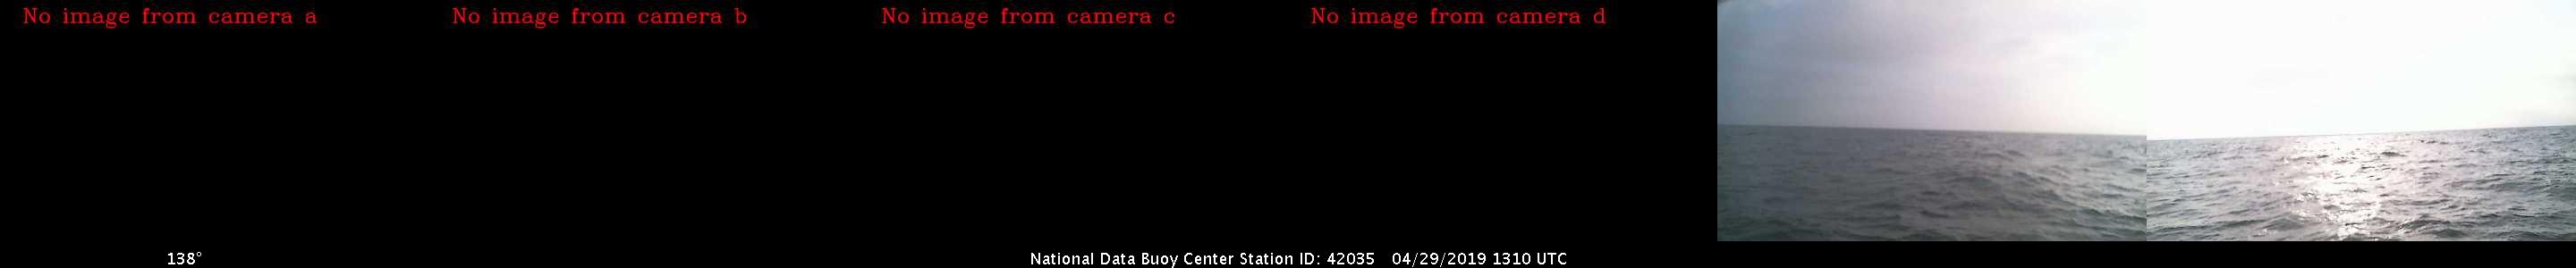 No image from camera a
No image from camera b
No image from camera c
No image from camera d
138°
National Data Buoy Center Station ID: 42035 04/29/2019 1310 UTC